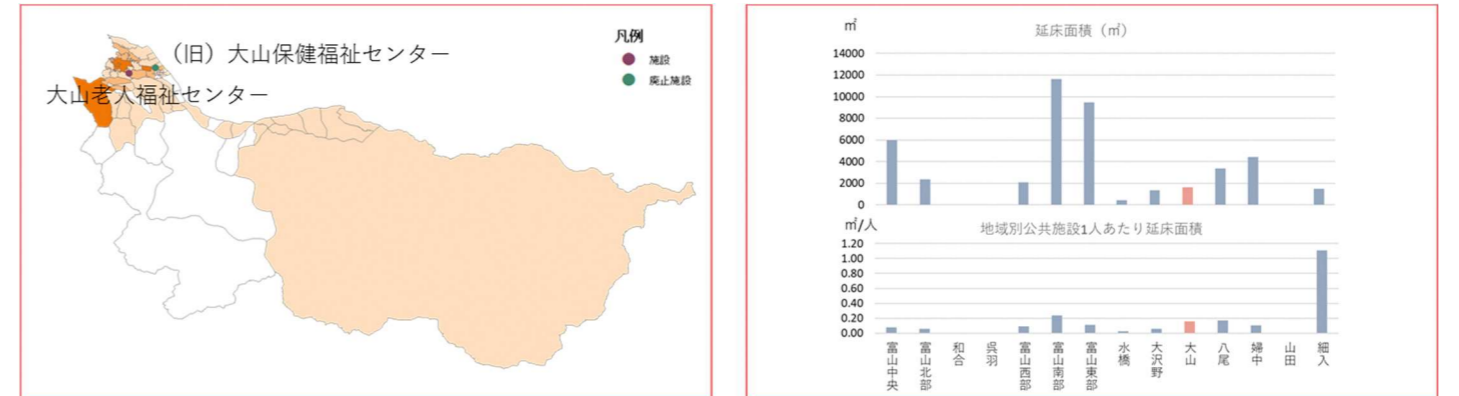 （旧）大山保健福祉センター
大山老人福祉センター
凡例
施設
廃止施設
㎡
延床面積（㎡）
14000
12000
10000
8000
6000
4000
2000
0
㎡/人
地域別公共施設1人あたり延床面積
1.20
1.00
0.80
0.60
0.40
0.20
0.00
富山中央
富山北部
和合
呉羽
富山西部
富山南部
富山東部
水橋
大沢野
大山
八尾
婦中
山田
細入